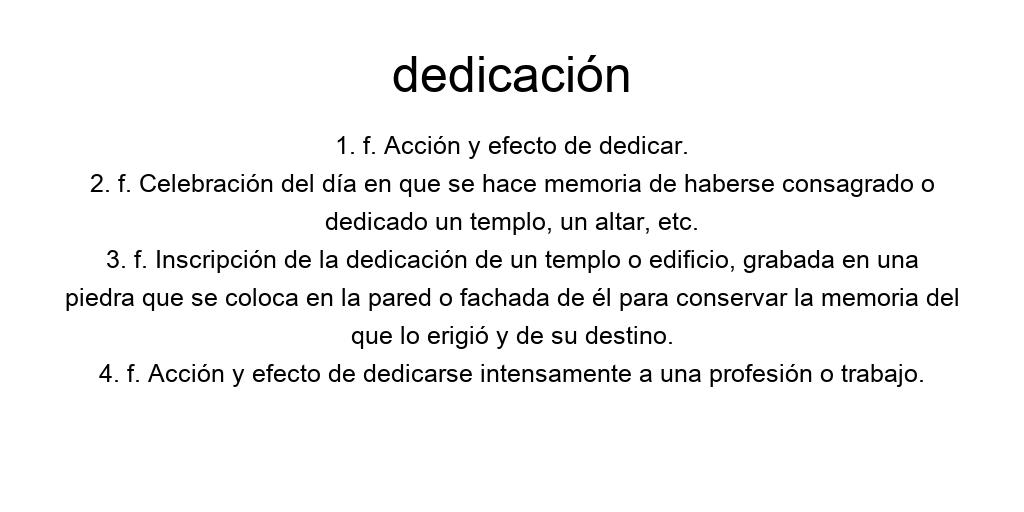 dedicación
1. f. Acción y efecto de dedicar.
2. f. Celebración del día en que se hace memoria de haberse consagrado o
dedicado un templo, un altar, etc.
3. f. Inscripción de la dedicación de un templo o edificio, grabada en una
piedra que se coloca en la pared o fachada de él para conservar la memoria del
que lo erigió y de su destino.
4. f. Acción y efecto de dedicarse intensamente a una profesión o trabajo.